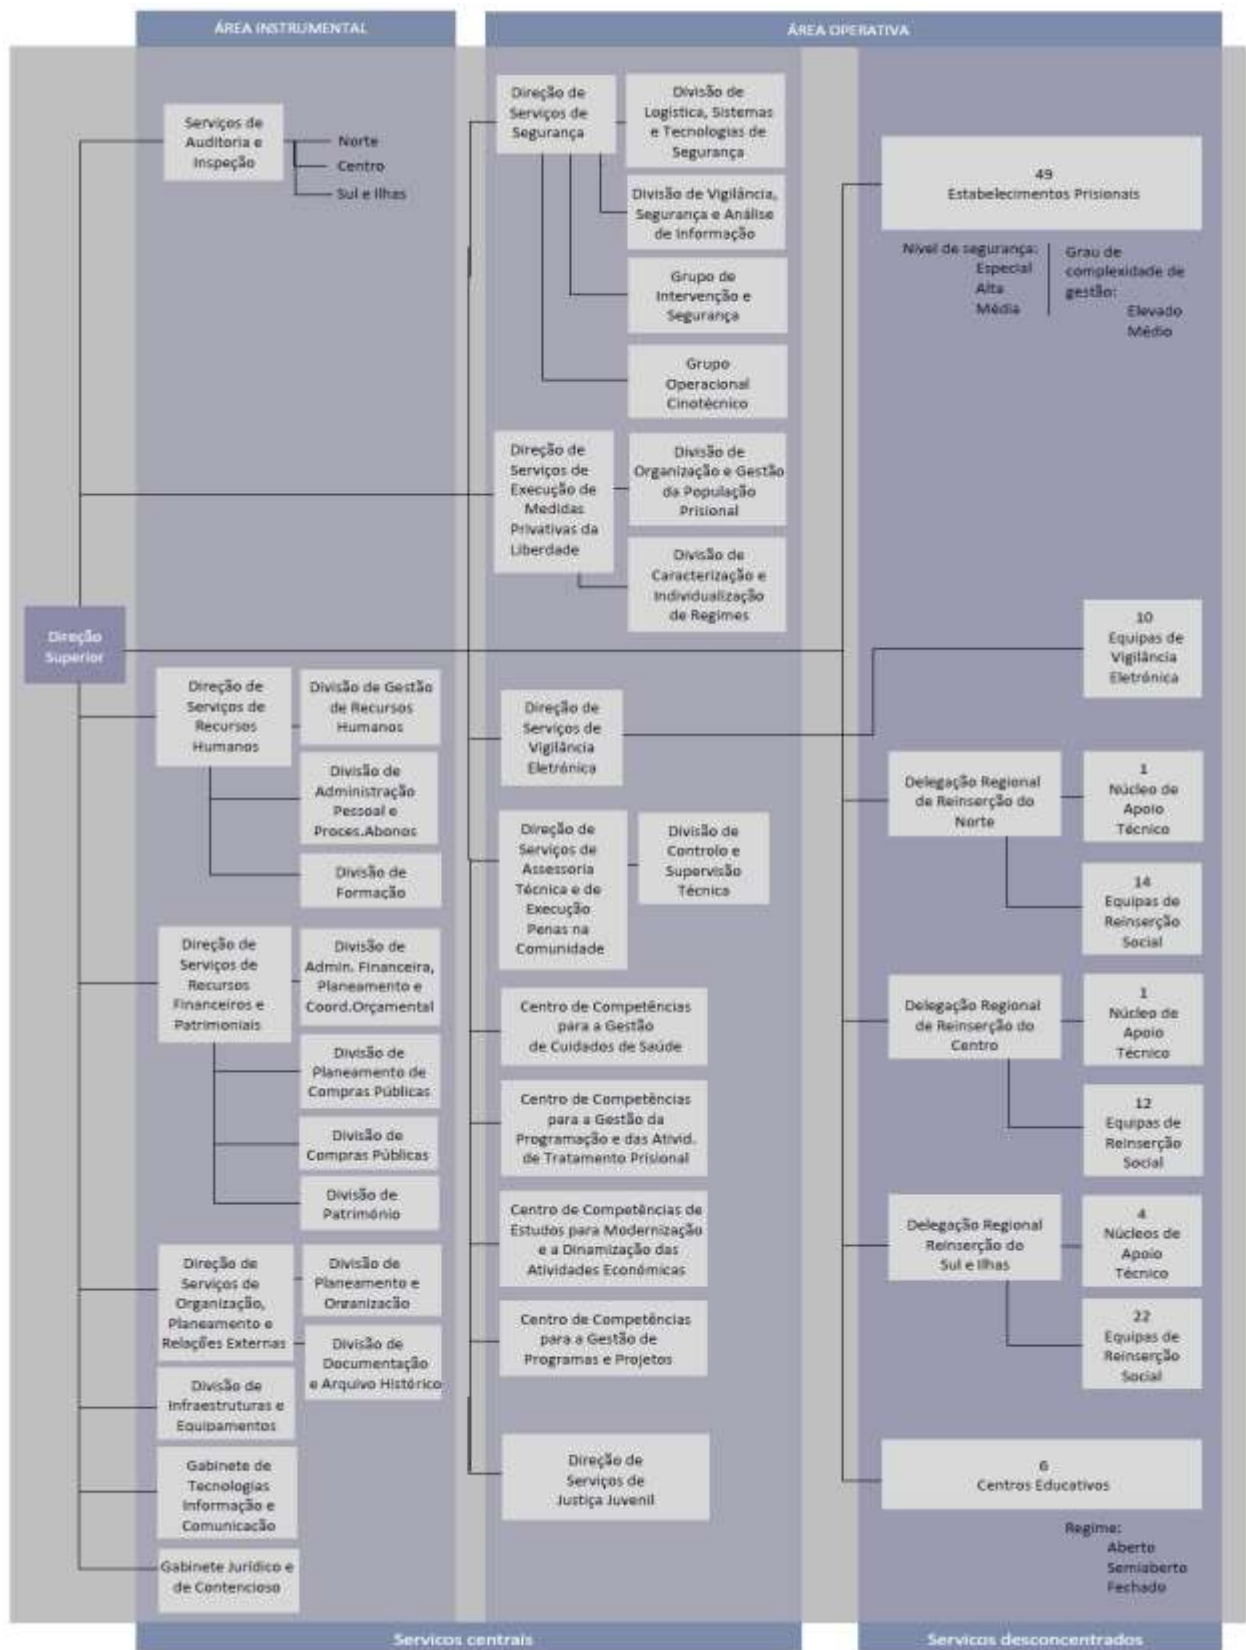 ÁREA INSTRUMENTAL
ÁREA OPERATIVA
Direção
Superior
Serviços de
Auditoria e
Inspeção
Norte
Centro
Sul e Ilhas
Direção de
Serviços de
Recursos
Humanos
Divisão de Gestão
de Recursos
Humanos
Divisão de
Administração
Pessoal e
Proces.Abonos
Divisão de
Formação
Direção de
Serviços de
Recursos
Financeiros e
Patrimoniais
Divisão de
Admin. Financeira,
Planeamento e
Coord.Orçamental
Divisão de
Planeamento de
Compras Públicas
Divisão de
Compras Públicas
Divisão de
Património
Direção de
Serviços de
Organização,
Planeamento e
Relações Externas
Divisão de
Planeamento e
Organização
Divisão de
Documentação
e Arquivo Histórico
Divisão de
Infraestruturas e
Equipamentos
Gabinete de
Tecnologias
Informação e
Comunicação
Gabinete Jurídico e
de Contencioso
Direção de
Serviços de
Segurança
Divisão de
Logística, Sistemas
e Tecnologias de
Segurança
Divisão de Vigilância,
Segurança e Análise
de Informação
Grupo de
Intervenção e
Segurança
Grupo
Operacional
Cinotécnico
Direção de
Serviços de
Execução de
Medidas
Privativas da
Liberdade
Divisão de
Organização e Gestão
da População
Prisional
Divisão de
Caracterização e
Individualização
de Regimes
Direção de
Serviços de
Vigilância
Eletrónica
Direção de
Serviços de
Assessoria
Técnica e de
Execução
Penas na
Comunidade
Divisão de
Controlo e
Supervisão
Técnica
Centro de Competências
para a Gestão
de Cuidados de Saúde
Centro de Competências
para a Gestão da
Programação e das Ativid.
de Tratamento Prisional
Centro de Competências de
Estudos para Modernização
e a Dinamização das
Atividades Económicas
Centro de Competências
para a Gestão de
Programas e Projetos
Direção de
Serviços de
Justiça Juvenil
49
Estabelecimentos Prisionais
Nível de segurança:
Especial
Alta
Média
Grau de
complexidade de
gestão:
Elevado
Médio
10
Equipas de
Vigilância
Eletrónica
Delegação Regional
de Reinserção do
Norte
1
Núcleo de
Apoio
Técnico
14
Equipas de
Reinserção
Social
Delegação Regional
de Reinserção do
Centro
1
Núcleo de
Apoio
Técnico
12
Equipas de
Reinserção
Social
Delegação Regional
Reinserção do
Sul e Ilhas
4
Núcleos de
Apoio
Técnico
22
Equipas de
Reinserção
Social
6
Centros Educativos
Regime:
Aberto
Semiaberto
Fechado
Serviços centrais
Serviços desconcentrados